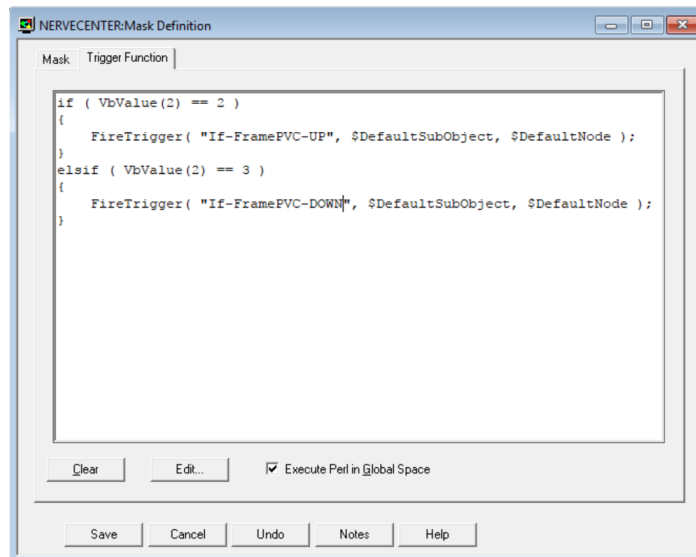 NERVECENTER:Mask Definition
Mask Trigger Function
if ( VbValue(2) == 2 )
{
    FireTrigger( "If-FramePVC-UP", $DefaultSubObject, $DefaultNode );
}
elsif ( VbValue(2) == 3 )
{
    FireTrigger( "If-FramePVC-DOWN", $DefaultSubObject, $DefaultNode );
}
Clear Edit... Execute Perl in Global Space
Save Cancel Undo Notes Help